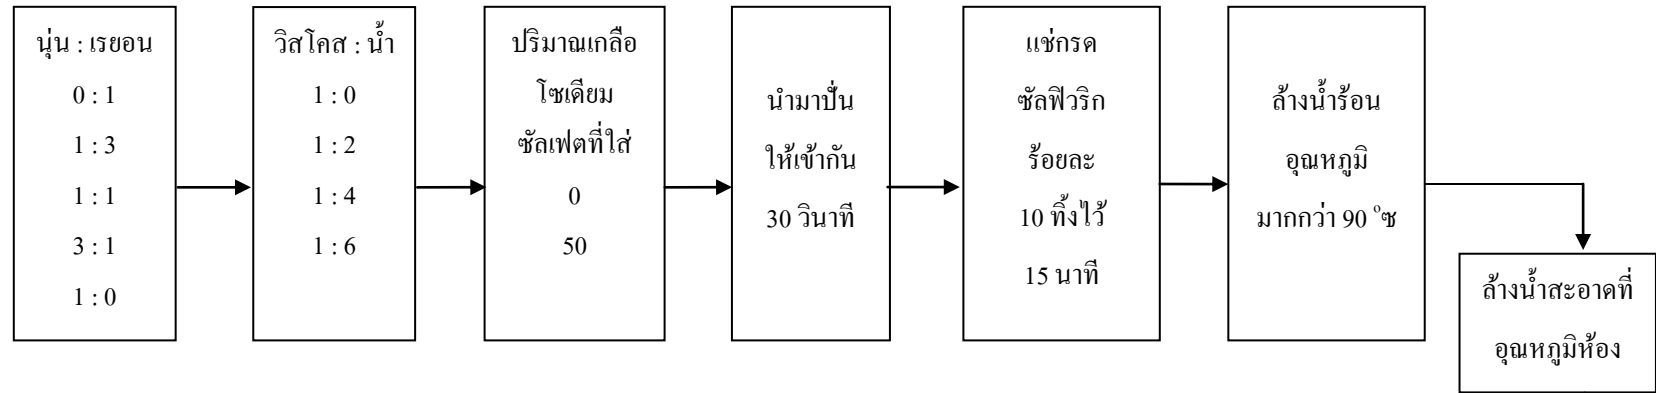 นุ่น : เรยอน
0 : 1
1 : 3
1 : 1
3 : 1
1 : 0
วิสโคส : น้ำ
1 : 0
1 : 2
1 : 4
1 : 6
ปริมาณเกลือ
โซเดียม
ซัลเฟตที่ใส่
0
50
นำมาปั่น
ให้เข้ากัน
30 วินาที
แช่กรด
ซัลฟิวริก
ร้อยละ
10 ทิ้งไว้
15 นาที
ล้างน้ำร้อน
อุณหภูมิ
มากกว่า 90 °ซ
ล้างน้ำสะอาดที่
อุณหภูมิห้อง